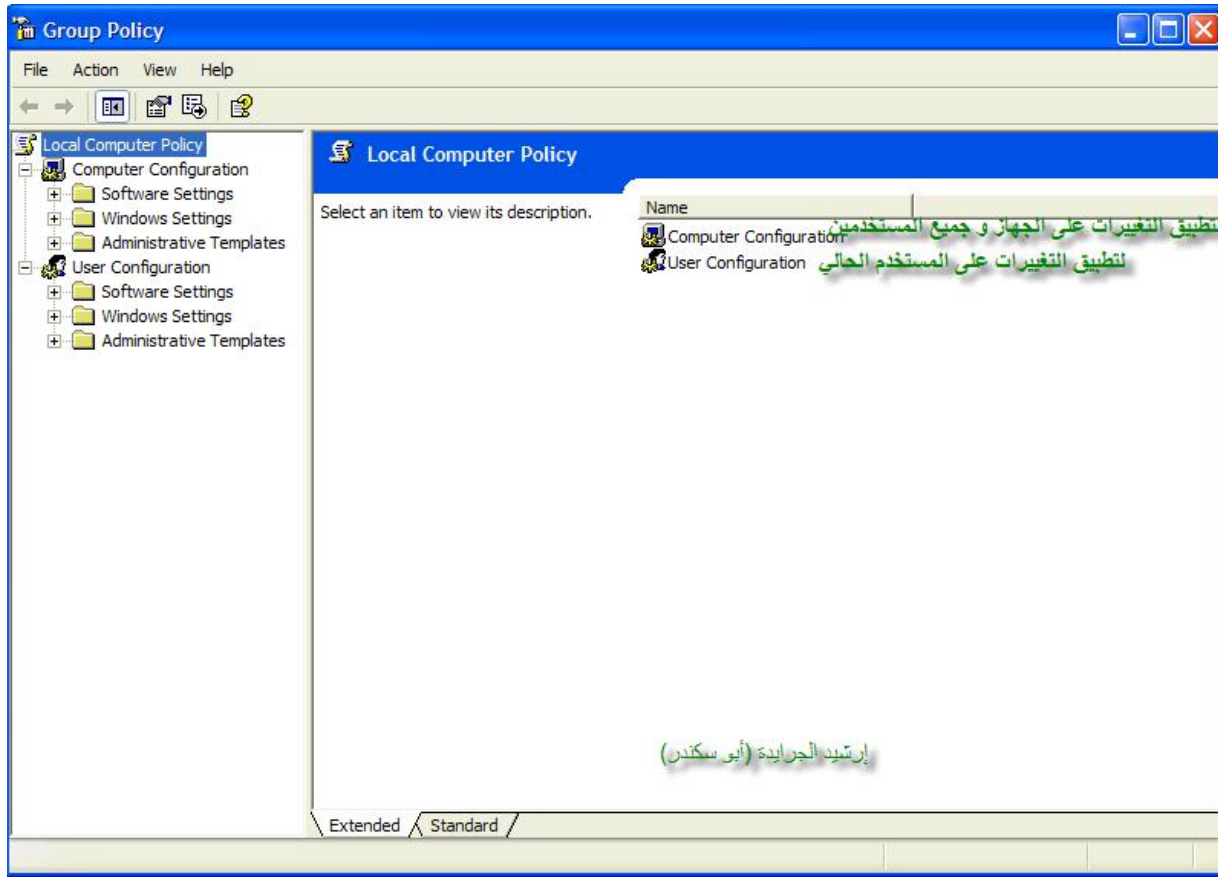 Group Policy
File Action View Help
Local Computer Policy
Computer Configuration
Software Settings
Windows Settings
Administrative Templates
User Configuration
Software Settings
Windows Settings
Administrative Templates
Local Computer Policy
Select an item to view its description.
Name
Computer Configuration لتطبيق التغييرات على الجهاز و جميع المستخدمين
User Configuration لتطبيق التغييرات على المستخدم الحالي
إرشيد الجرايدة (أبو سكندر)
Extended Standard